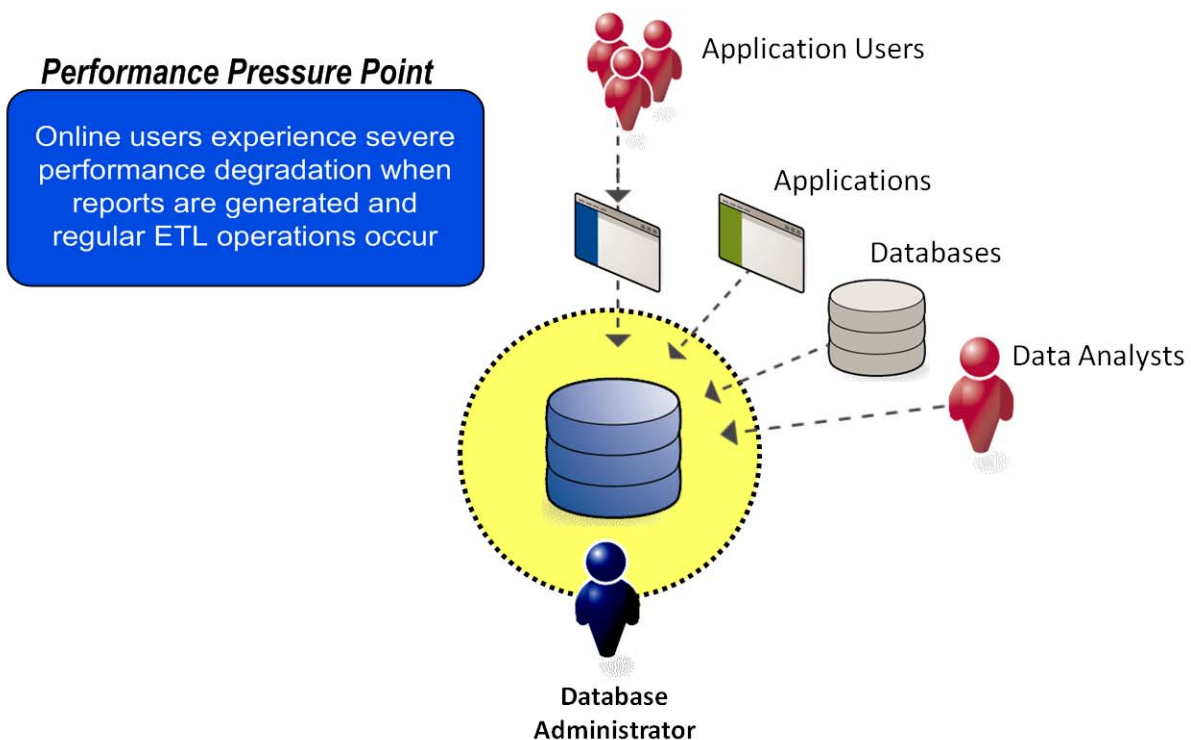 Performance Pressure Point
Online users experience severe
performance degradation when
reports are generated and
regular ETL operations occur
Application Users
Applications
Databases
Data Analysts
Database
Administrator